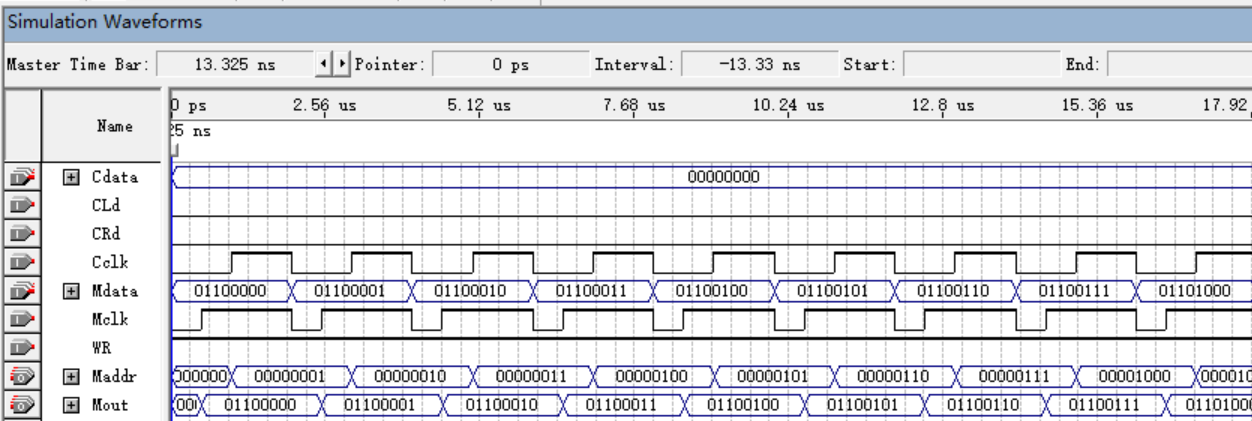 Simulation Waveforms
Master Time Bar: 13.325 ns Pointer: 0 ps Interval: -13.33 ns Start: End:
Name 0 ps 2.56 us 5.12 us 7.68 us 10.24 us 12.8 us 15.36 us 17.92
25 ns
Cdata 00000000
CLd
CRd
Cclk
Mdata 01100000 01100001 01100010 01100011 01100100 01100101 01100110 01100111 01101000
Mclk
WR
Maddr 000000 00000001 00000010 00000011 00000100 00000101 00000110 00000111 00001000 000010
Mout 00 01100000 01100001 01100010 01100011 01100100 01100101 01100110 01100111 0110100